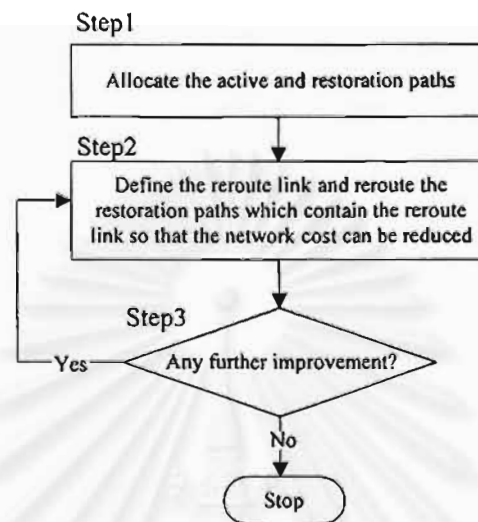 Step1
Allocate the active and restoration paths
Step2
Define the reroute link and reroute the
restoration paths which contain the reroute
link so that the network cost can be reduced
Step3
Any further improvement?
Yes
No
Stop